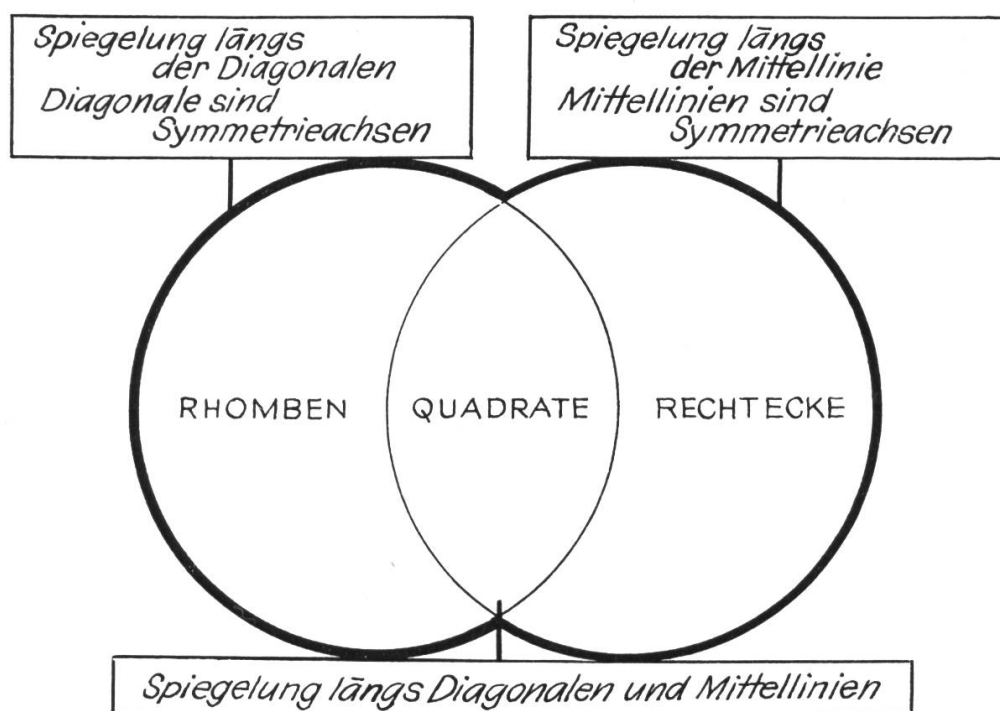 Spiegelung längs
der Diagonalen
Diagonale sind
Symmetrieachsen
Spiegelung längs
der Mittellinie
Mittellinien sind
Symmetrieachsen
RHOMBEN
QUADRATE
RECHTECKE
Spiegelung längs Diagonalen und Mittellinien